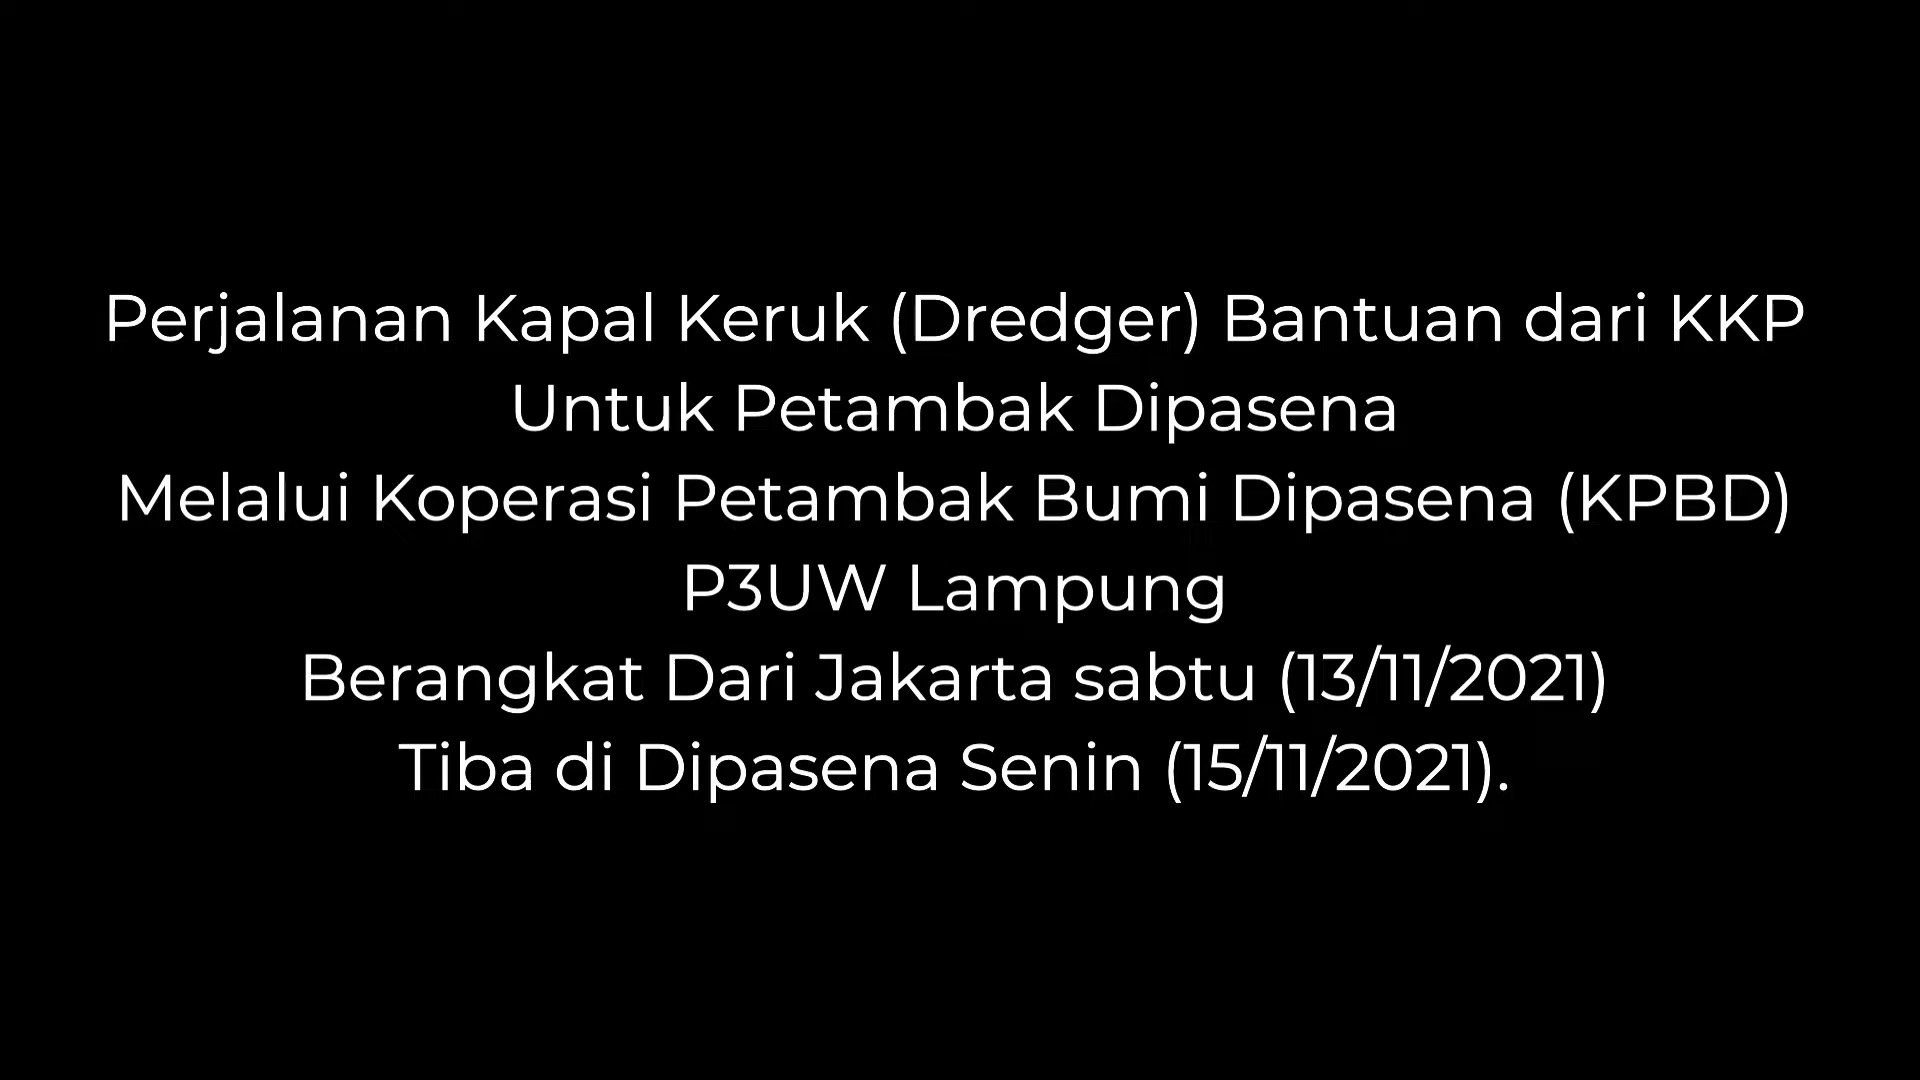 Perjalanan Kapal Keruk (Dredger) Bantuan dari KKP
Untuk Petambak Dipasena
Melalui Koperasi Petambak Bumi Dipasena (KPBD)
P3UW Lampung
Berangkat Dari Jakarta sabtu (13/11/2021)
Tiba di Dipasena Senin (15/11/2021).